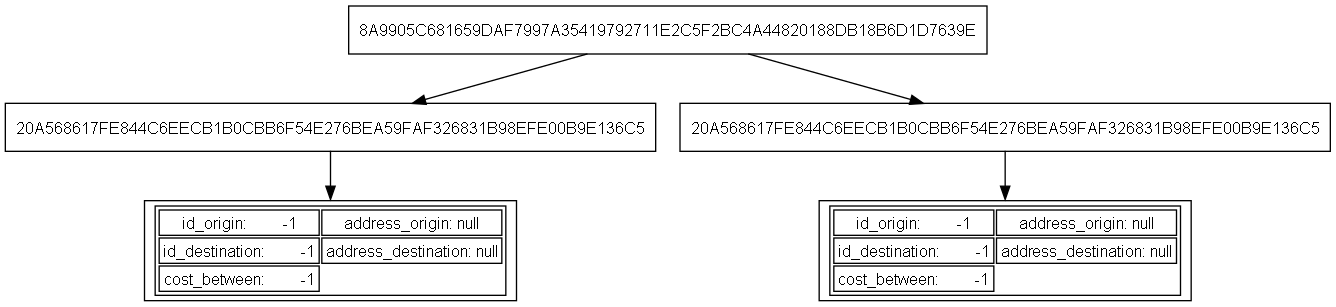 8A9905C681659DAF7997A35419792711E2C5F2BC4A44820188DB18B6D1D7639E
20A568617FE844C6EECB1B0CBB6F54E276BEA59FAF326831B98EFE00B9E136C5
20A568617FE844C6EECB1B0CBB6F54E276BEA59FAF326831B98EFE00B9E136C5
id_origin: -1 address_origin: null
id_destination: -1 address_destination: null
cost_between: -1
id_origin: -1 address_origin: null
id_destination: -1 address_destination: null
cost_between: -1